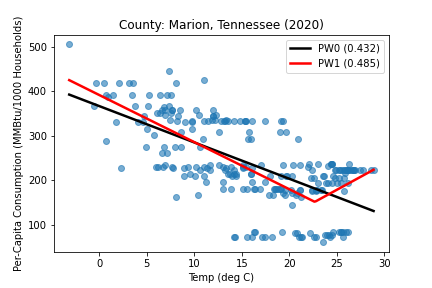 County: Marion, Tennessee (2020)
PW0 (0.432)
PW1 (0.485)
Per-Capita Consumption (MMBtu/1000 Households)
500
400
300
200
100
0
5
10
15
20
25
30
Temp (deg C)